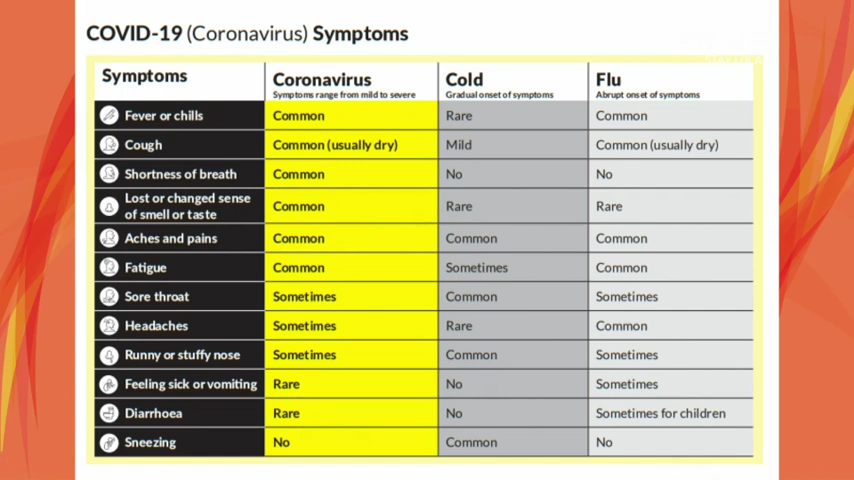 COVID-19 (Coronavirus) Symptoms
Symptoms Coronavirus Cold Flu
Symptoms range from mild to severe Gradual onset of symptoms Abrupt onset of symptoms
Fever or chills Common Rare Common
Cough Common (usually dry) Mild Common (usually dry)
Shortness of breath Common No No
Lost or changed sense
of smell or taste Common Rare Rare
Aches and pains Common Common Common
Fatigue Common Sometimes Common
Sore throat Sometimes Common Sometimes
Headaches Sometimes Rare Common
Runny or stuffy nose Sometimes Common Sometimes
Feeling sick or vomiting Rare No Sometimes
Diarrhoea Rare No Sometimes for children
Sneezing No Common No